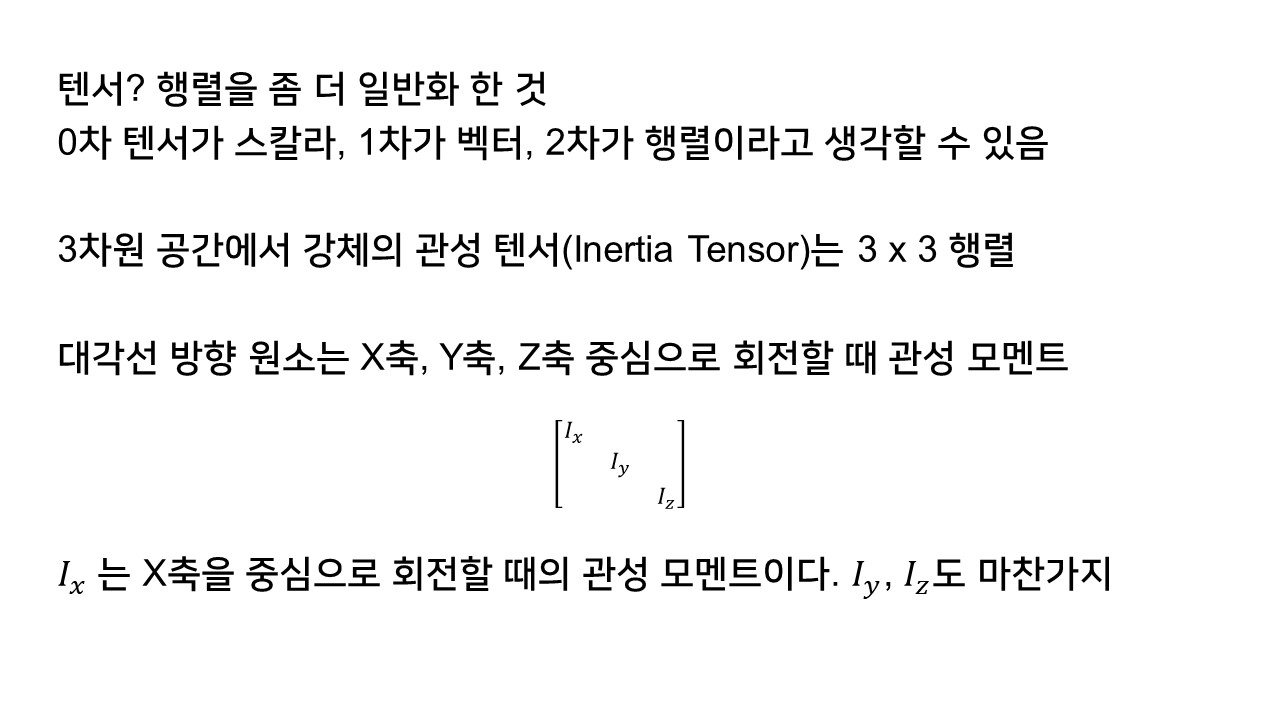 텐서? 행렬을 좀 더 일반화 한 것
0차 텐서가 스칼라, 1차가 벡터, 2차가 행렬이라고 생각할 수 있음
3차원 공간에서 강체의 관성 텐서(Inertia Tensor)는 3 x 3 행렬
대각선 방향 원소는 X축, Y축, Z축 중심으로 회전할 때 관성 모멘트
I_x
I_y
I_z
I_x 는 X축을 중심으로 회전할 때의 관성 모멘트이다. I_y, I_z도 마찬가지